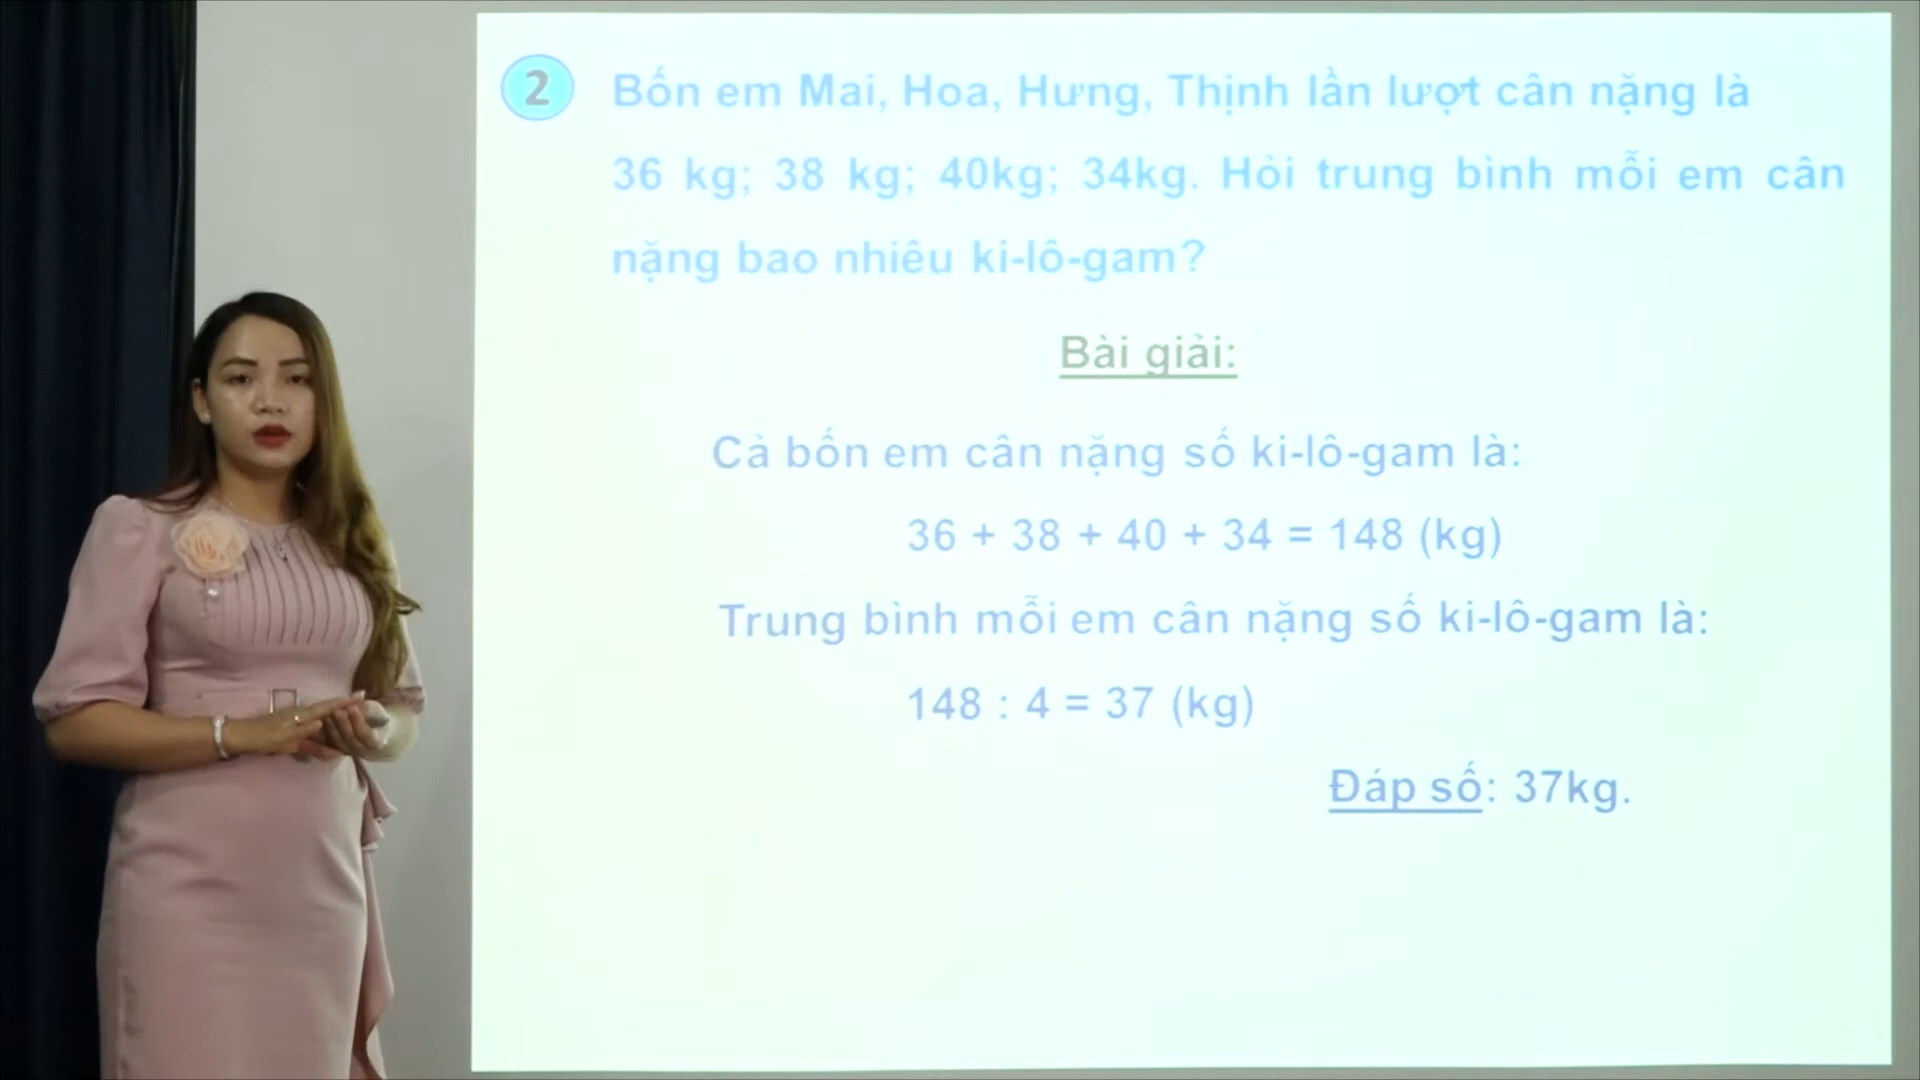 2 Bốn em Mai, Hoa, Hưng, Thịnh lần lượt cân nặng là
36 kg; 38 kg; 40kg; 34kg. Hỏi trung bình mỗi em cân
nặng bao nhiêu ki-lô-gam?
Bài giải:
Cả bốn em cân nặng số ki-lô-gam là:
36 + 38 + 40 + 34 = 148 (kg)
Trung bình mỗi em cân nặng số ki-lô-gam là:
148 : 4 = 37 (kg)
Đáp số: 37kg.